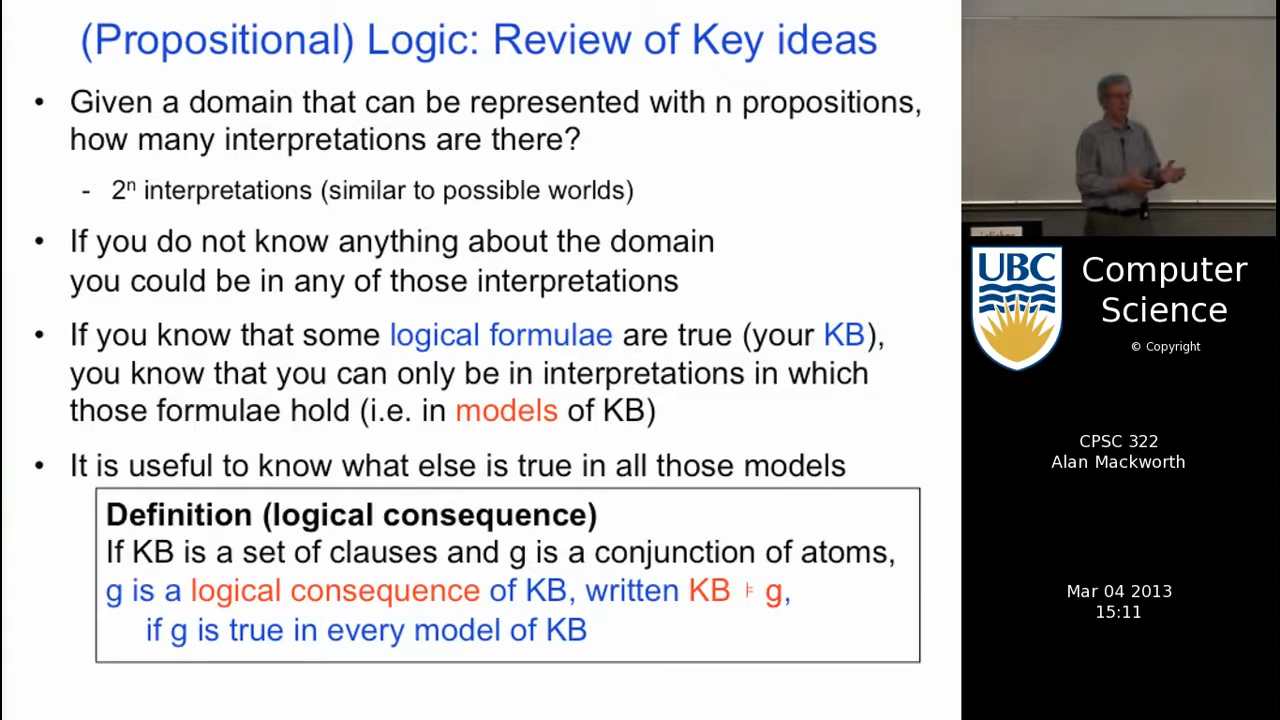 (Propositional) Logic: Review of Key ideas
• Given a domain that can be represented with n propositions,
how many interpretations are there?
- 2ⁿ interpretations (similar to possible worlds)
• If you do not know anything about the domain
you could be in any of those interpretations
• If you know that some logical formulae are true (your KB),
you know that you can only be in interpretations in which
those formulae hold (i.e. in models of KB)
• It is useful to know what else is true in all those models
Definition (logical consequence)
If KB is a set of clauses and g is a conjunction of atoms,
g is a logical consequence of KB, written KB ⊧ g,
if g is true in every model of KB
UBC
Computer
Science
© Copyright
CPSC 322
Alan Mackworth
Mar 04 2013
15:11